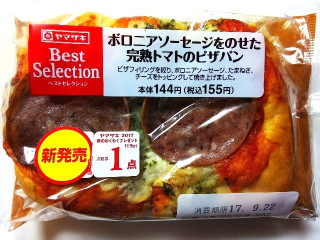 ヤマザキ
Best
Selection
ベストセレクション
ボロニアソーセージをのせた
完熟トマトのピザパン
ピザフィリングを絞り、ボロニアソーセージ、たまねぎ、
チーズをトッピングして焼き上げました。
本体144円(税込155円)
新発売
ヤマザキ 2017
1点
消費期限17. 9.22